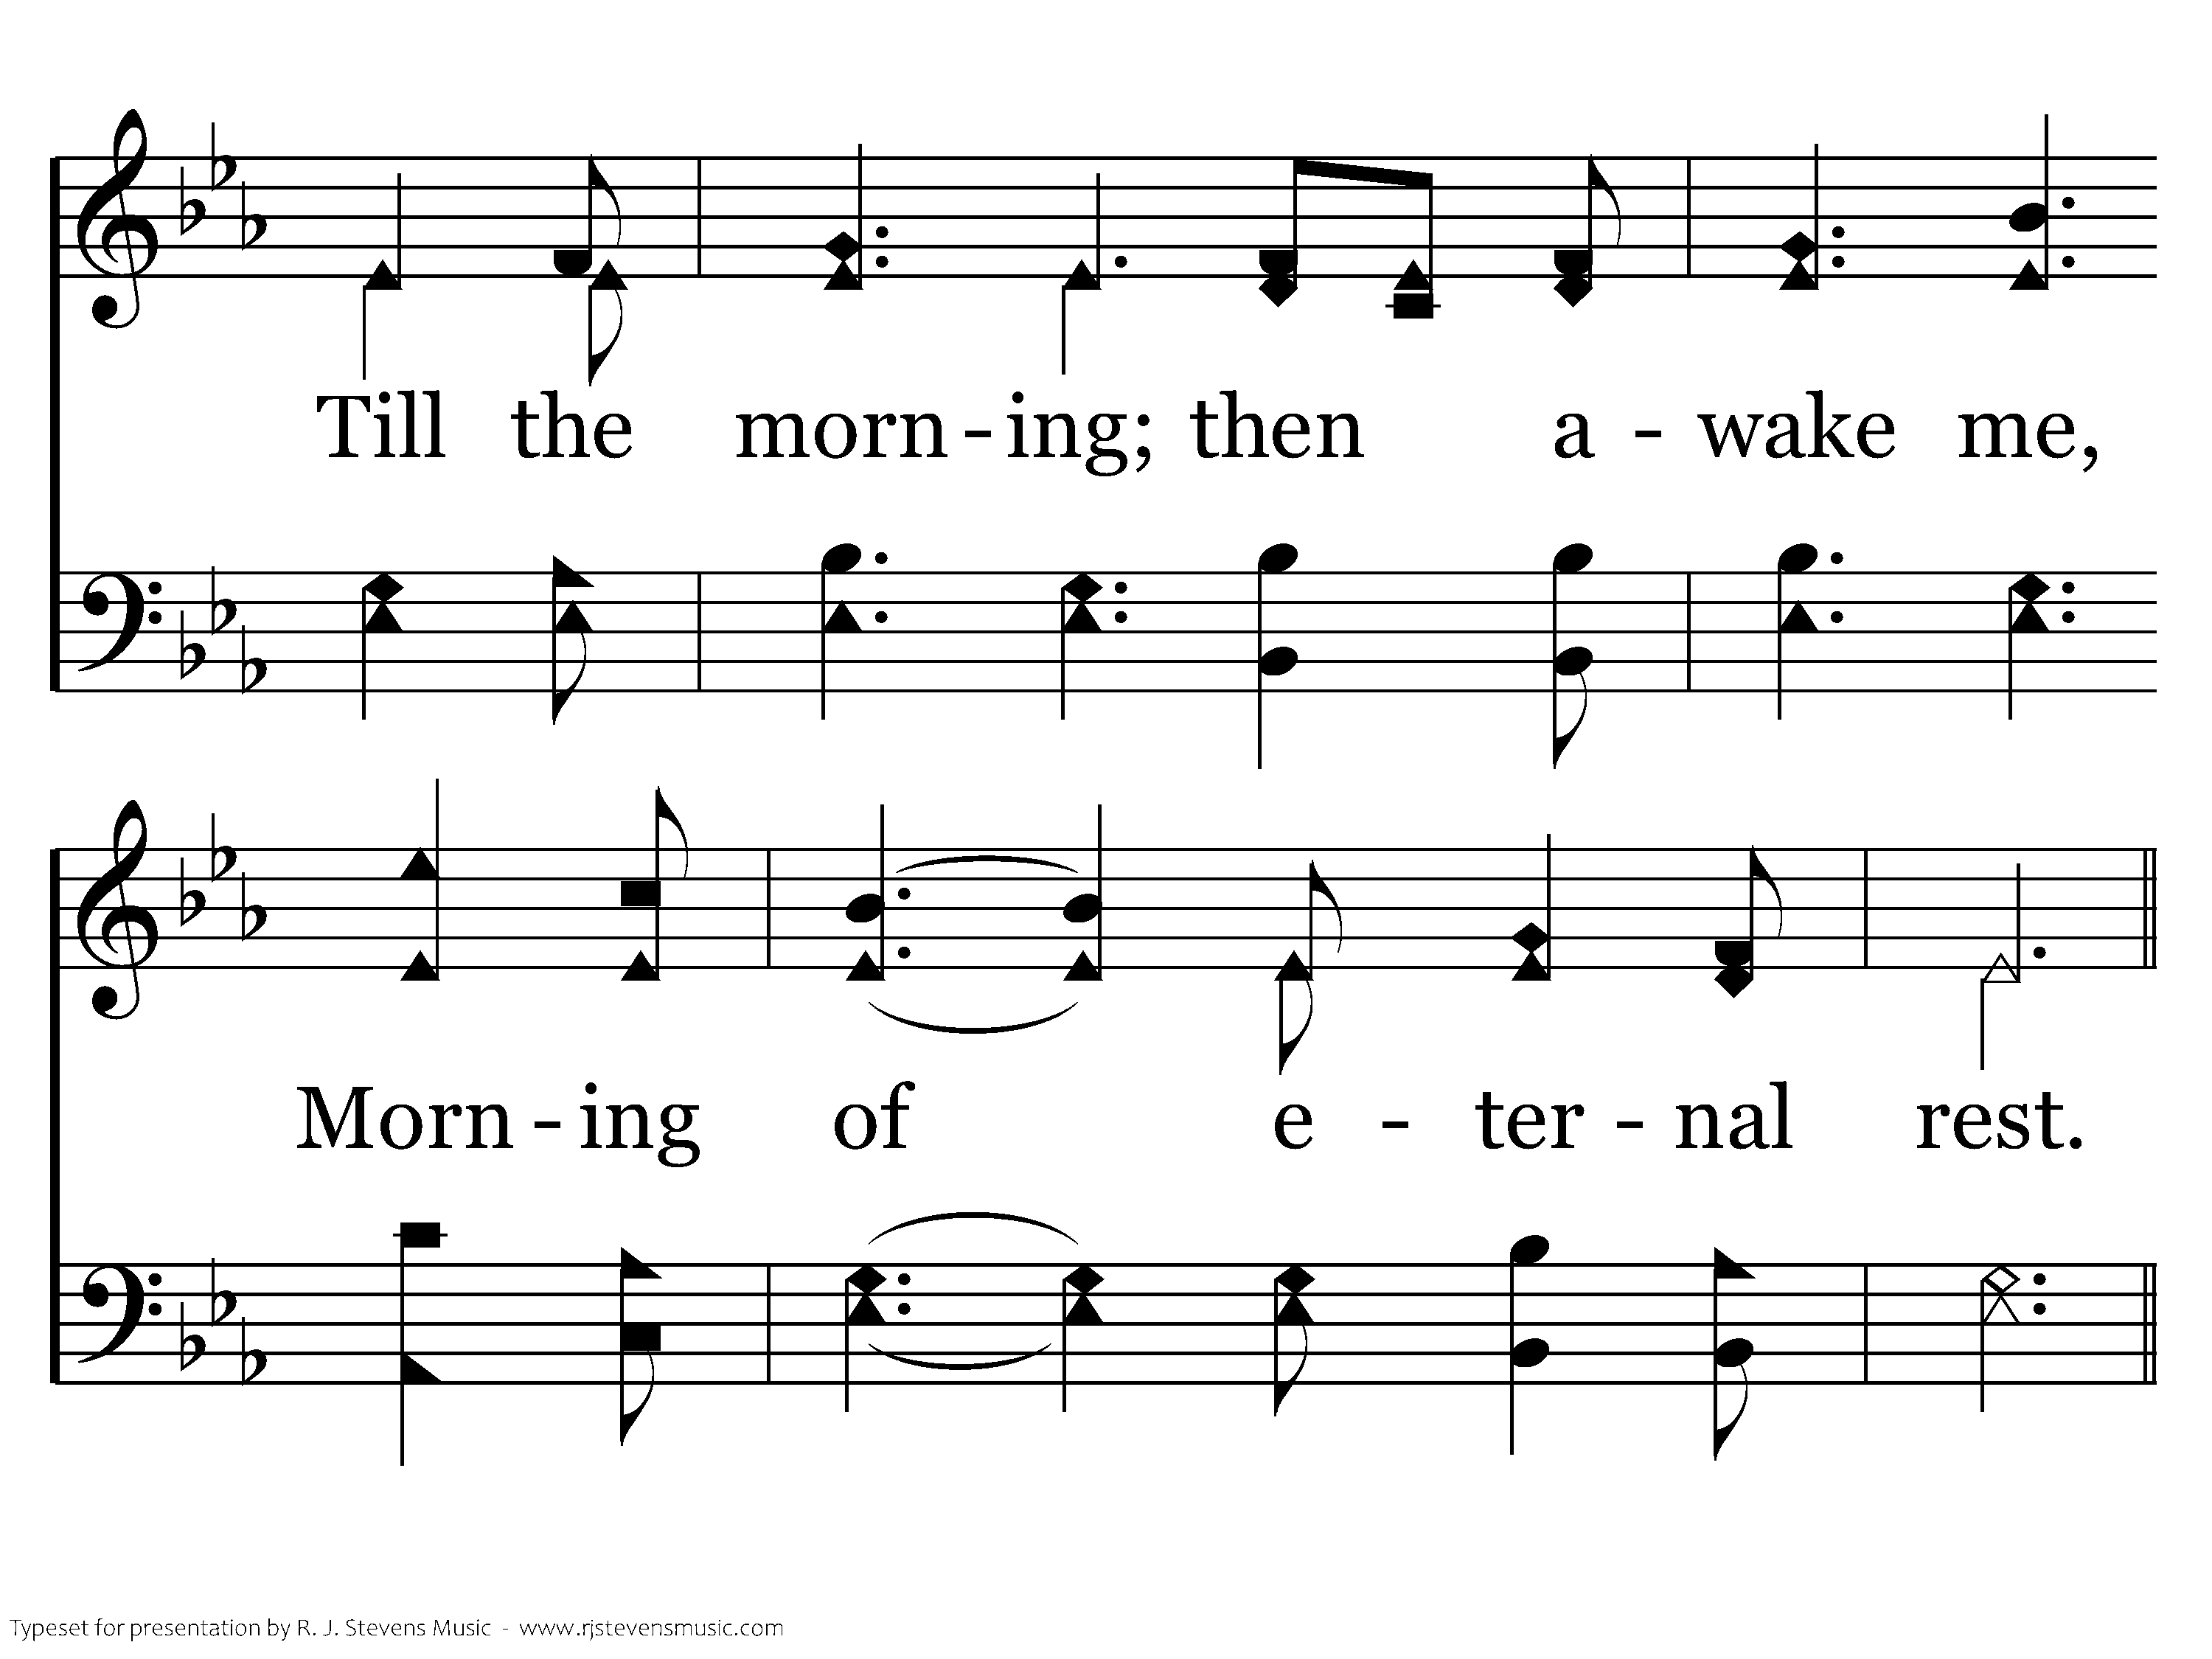 Till the morn - ing; then a - wake me,
Morn - ing of e - ter - nal rest.
Typeset for presentation by R. J. Stevens Music - www.rjstevensmusic.com